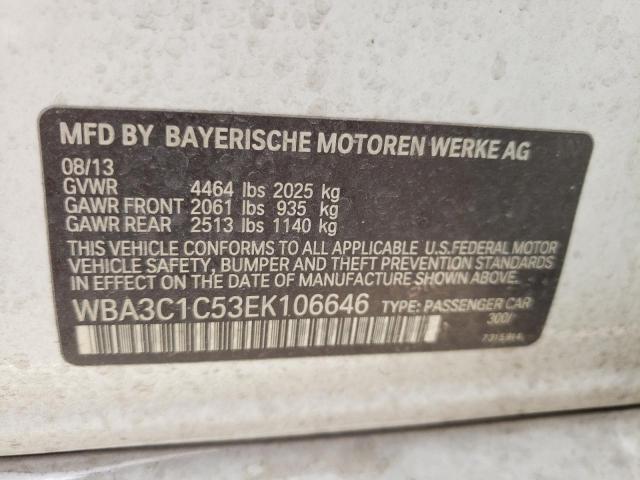 MFD BY BAYERISCHE MOTOREN WERKE AG
08/13
GVWR 4464 lbs 2025 kg
GAWR FRONT 2061 lbs 935 kg
GAWR REAR 2513 lbs 1140 kg
THIS VEHICLE CONFORMS TO ALL APPLICABLE U.S.FEDERAL MOTOR
VEHICLE SAFETY, BUMPER AND THEFT PREVENTION STANDARDS
IN EFFECT ON THE DATE OF MANUFACTURE SHOWN ABOVE.
WBA3C1C53EK106646 TYPE: PASSENGER CAR
300/